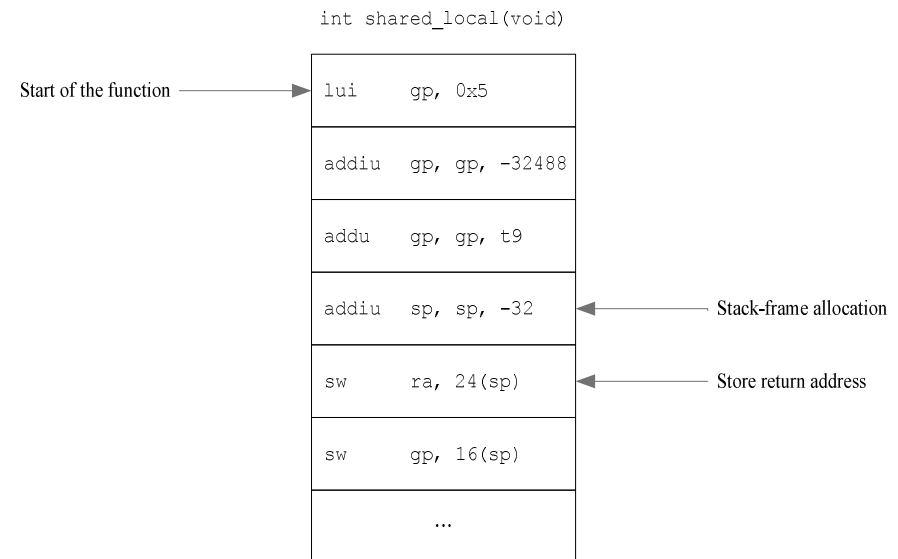 int shared_local(void)
Start of the function
lui gp, 0x5
addiu gp, gp, -32488
addu gp, gp, t9
addiu sp, sp, -32
Stack-frame allocation
sw ra, 24(sp)
Store return address
sw gp, 16(sp)
...